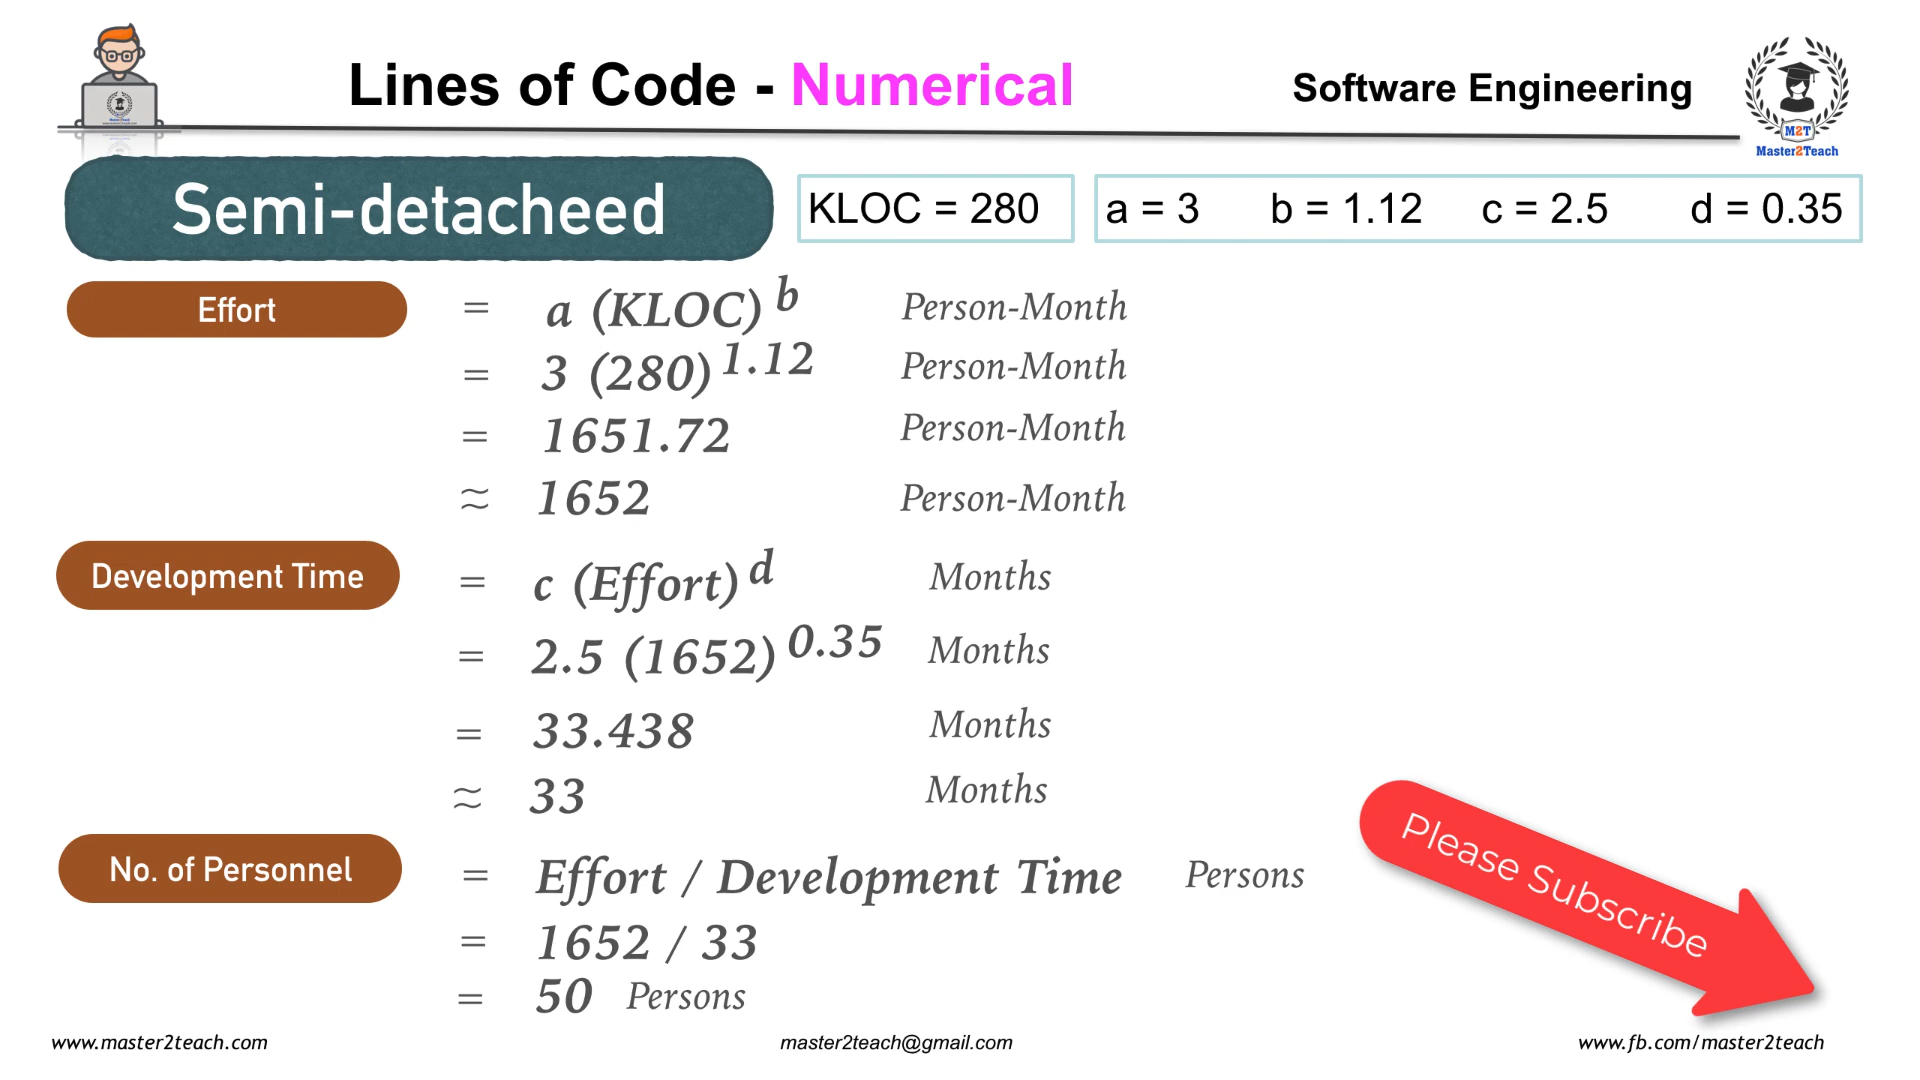 Lines of Code - Numerical
Software Engineering
M2T
Master2Teach
Semi-detacheed
KLOC = 280
a = 3 b = 1.12 c = 2.5 d = 0.35
Effort = a (KLOC) b Person-Month
= 3 (280) 1.12 Person-Month
= 1651.72 Person-Month
≈ 1652 Person-Month
Development Time = c (Effort) d Months
= 2.5 (1652) 0.35 Months
= 33.438 Months
≈ 33 Months
No. of Personnel = Effort / Development Time Persons
= 1652 / 33
= 50 Persons
Please Subscribe
www.master2teach.com
master2teach@gmail.com
www.fb.com/master2teach